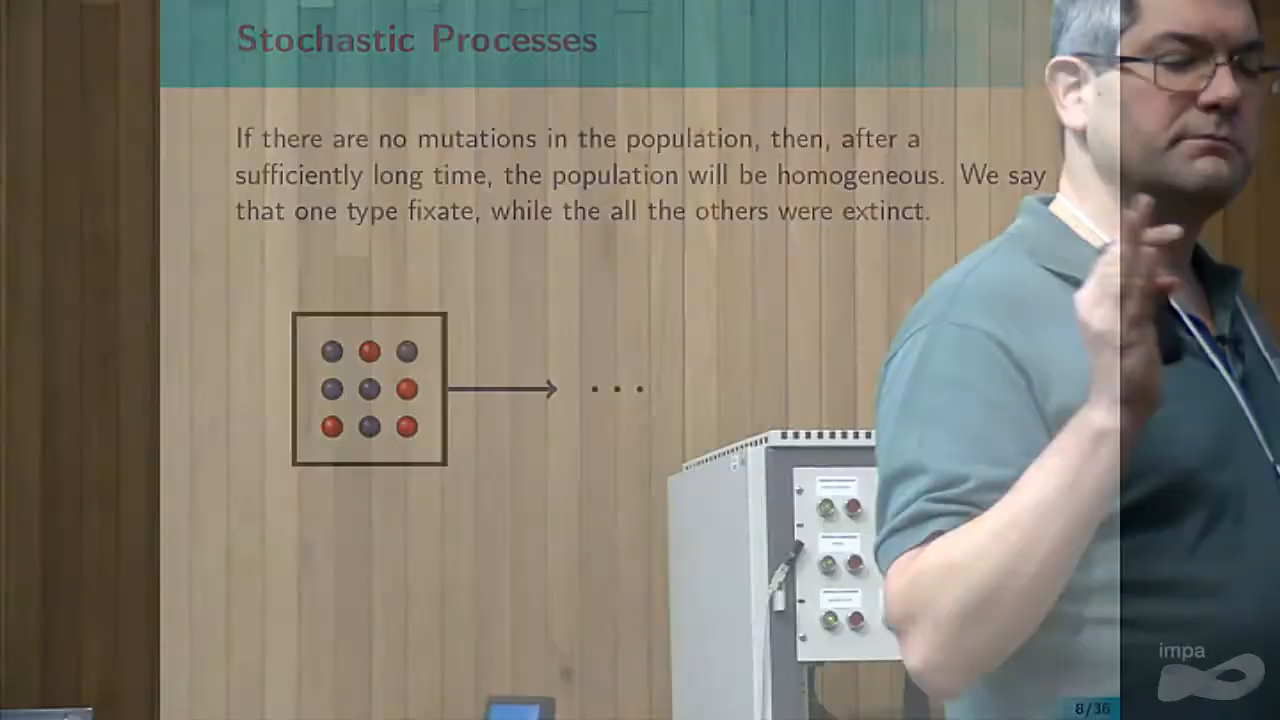 Stochastic Processes
If there are no mutations in the population, then, after a
sufficiently long time, the population will be homogeneous. We say
that one type fixate, while the all the others were extinct.
impa
8/36